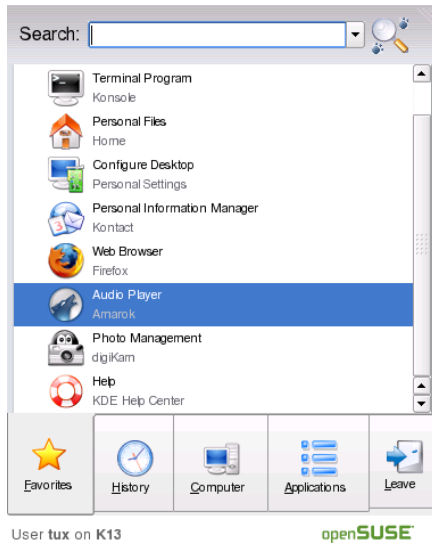 Search:
Terminal Program
Konsole
Personal Files
Home
Configure Desktop
Personal Settings
Personal Information Manager
Kontact
Web Browser
Firefox
Audio Player
Amarok
Photo Management
digiKam
Help
KDE Help Center
Favorites
History
Computer
Applications
Leave
User tux on K13
openSUSE